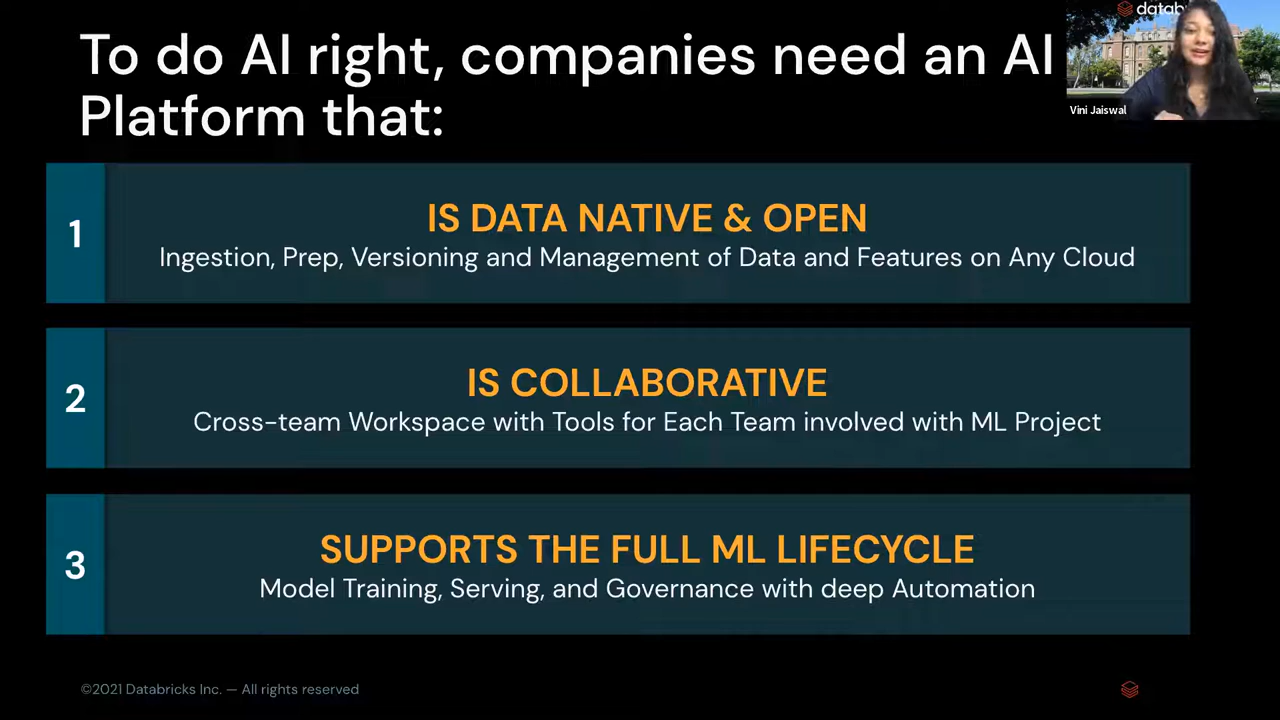 To do AI right, companies need an AI
Platform that:
Vini Jaiswal
1
IS DATA NATIVE & OPEN
Ingestion, Prep, Versioning and Management of Data and Features on Any Cloud
2
IS COLLABORATIVE
Cross-team Workspace with Tools for Each Team involved with ML Project
3
SUPPORTS THE FULL ML LIFECYCLE
Model Training, Serving, and Governance with deep Automation
©2021 Databricks Inc. — All rights reserved